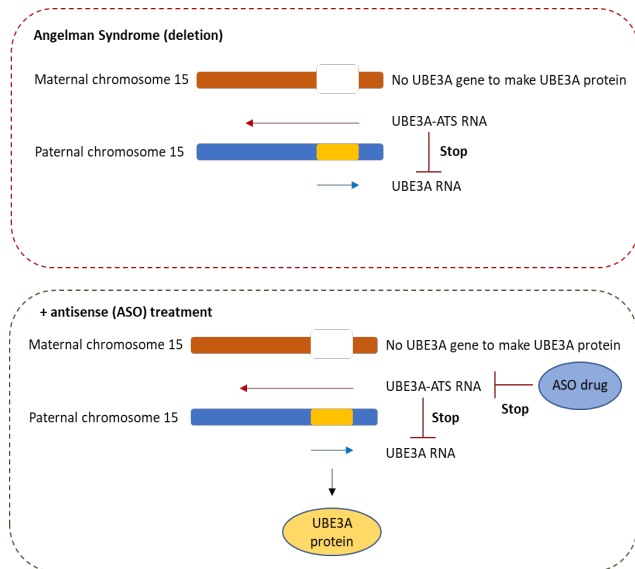 Angelman Syndrome (deletion)
Maternal chromosome 15
No UBE3A gene to make UBE3A protein
UBE3A-ATS RNA
Paternal chromosome 15
Stop
UBE3A RNA
+ antisense (ASO) treatment
Maternal chromosome 15
No UBE3A gene to make UBE3A protein
UBE3A-ATS RNA
ASO drug
Stop
Paternal chromosome 15
Stop
UBE3A RNA
UBE3A
protein